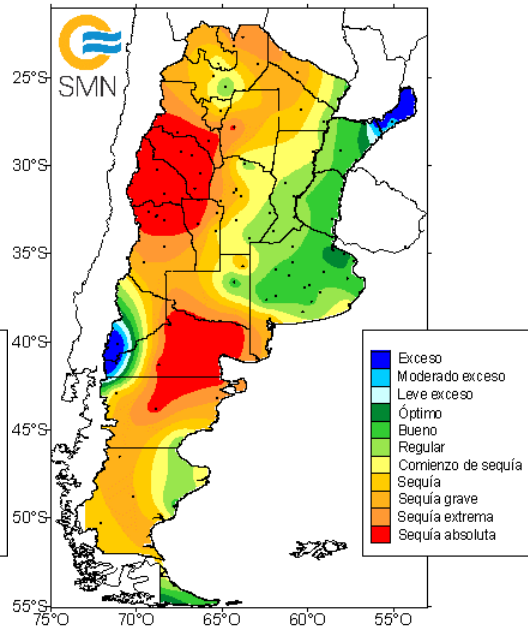 SMN
25°S
30°S
35°S
40°S
45°S
50°S
55°S
75°O
70°O
65°O
60°O
55°O
Exceso
Moderado exceso
Leve exceso
Óptimo
Bueno
Regular
Comienzo de sequía
Sequía
Sequía grave
Sequía extrema
Sequía absoluta